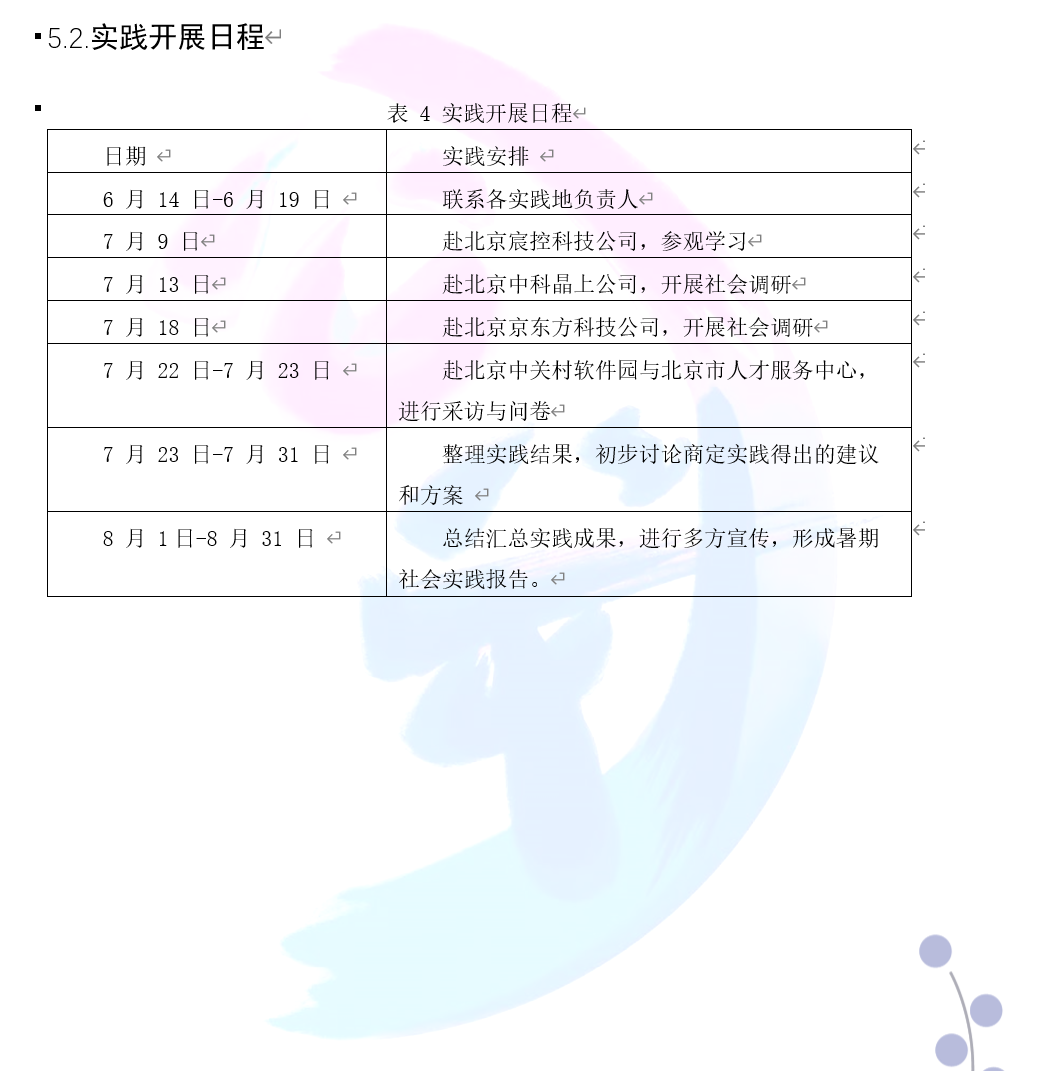 5.2.实践开展日程
表 4 实践开展日程
日期 实践安排
6 月 14 日-6 月 19 日 联系各实践地负责人
7 月 9 日 赴北京宸控科技公司，参观学习
7 月 13 日 赴北京中科晶上公司，开展社会调研
7 月 18 日 赴北京京东方科技公司，开展社会调研
7 月 22 日-7 月 23 日 赴北京中关村软件园与北京市人才服务中心，
进行采访与问卷
7 月 23 日-7 月 31 日 整理实践结果，初步讨论商定实践得出的建议
和方案
8 月 1日-8 月 31 日 总结汇总实践成果，进行多方宣传，形成暑期
社会实践报告。